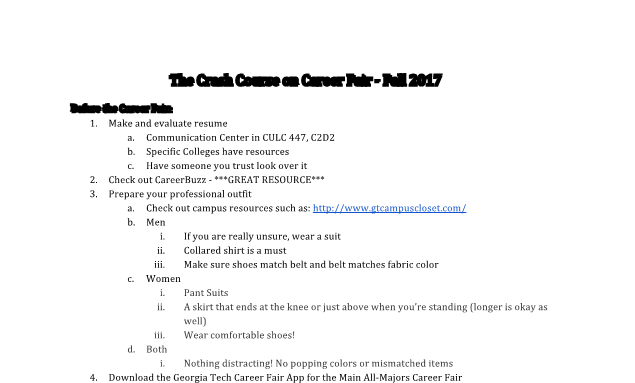 The Crash Course on Career Fair - Fall 2017
Before the Career Fair:
1. Make and evaluate resume
a. Communication Center in CULC 447, C2D2
b. Specific Colleges have resources
c. Have someone you trust look over it
2. Check out CareerBuzz - ***GREAT RESOURCE***
3. Prepare your professional outfit
a. Check out campus resources such as: http://www.gtcampuscloset.com/
b. Men
i. If you are really unsure, wear a suit
ii. Collared shirt is a must
iii. Make sure shoes match belt and belt matches fabric color
c. Women
i. Pant Suits
ii. A skirt that ends at the knee or just above when you're standing (longer is okay as
well)
iii. Wear comfortable shoes!
d. Both
i. Nothing distracting! No popping colors or mismatched items
4. Download the Georgia Tech Career Fair App for the Main All-Majors Career Fair